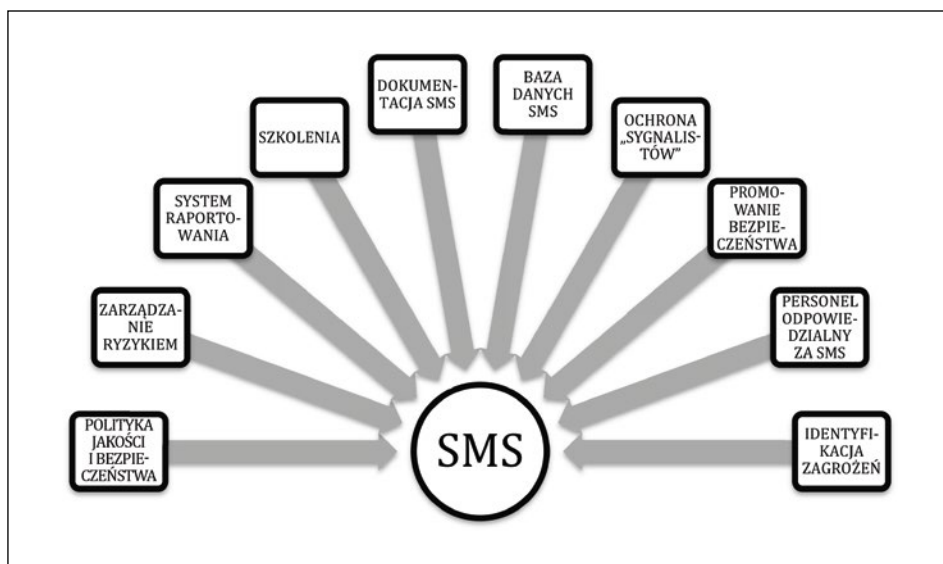 DOKUMEN-
TACJA SMS
BAZA
DANYCH
SMS
SZKOLENIA
OCHRONA
„SYGNALIS-
TÓW”
SYSTEM
RAPORTO-
WANIA
PROMO-
WANIE
BEZPIE-
CZEŃSTWA
ZARZĄDZA-
NIE
RYZYKIEM
PERSONEL
ODPOWIE-
DZIALNY
ZA SMS
POLITYKA
JAKOŚCI
I BEZPIE-
CZEŃSTWA
SMS
IDENTYFI-
KACJA
ZAGROŻEŃ